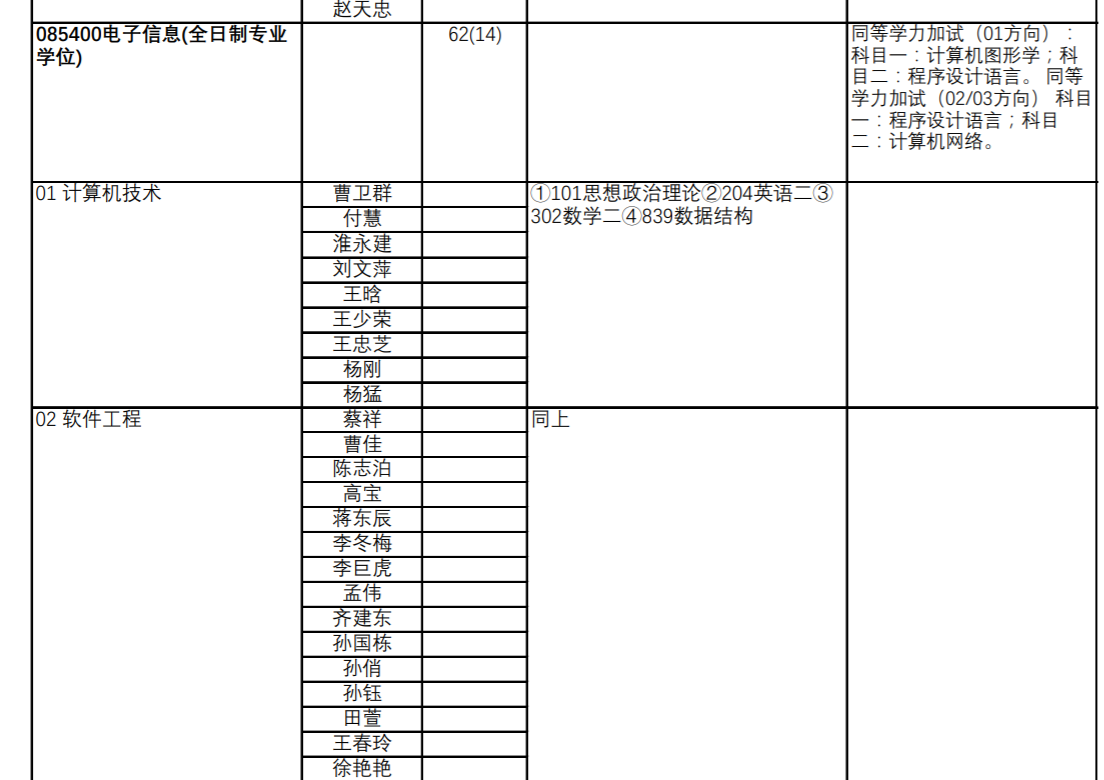 赵天忠
085400电子信息(全日制专业
学位)
62(14)
同等学力加试（01方向）：
科目一：计算机图形学；科
目二：程序设计语言。 同等
学力加试（02/03方向） 科目
一：程序设计语言；科目
二：计算机网络。
01 计算机技术
曹卫群
付慧
淮永建
刘文萍
王晗
王少荣
王忠芝
杨刚
杨猛
①101思想政治理论②204英语二③
302数学二④839数据结构
02 软件工程
蔡祥
曹佳
陈志泊
高宝
蒋东辰
李冬梅
李巨虎
孟伟
齐建东
孙国栋
孙俏
孙钰
田萱
王春玲
徐艳艳
同上